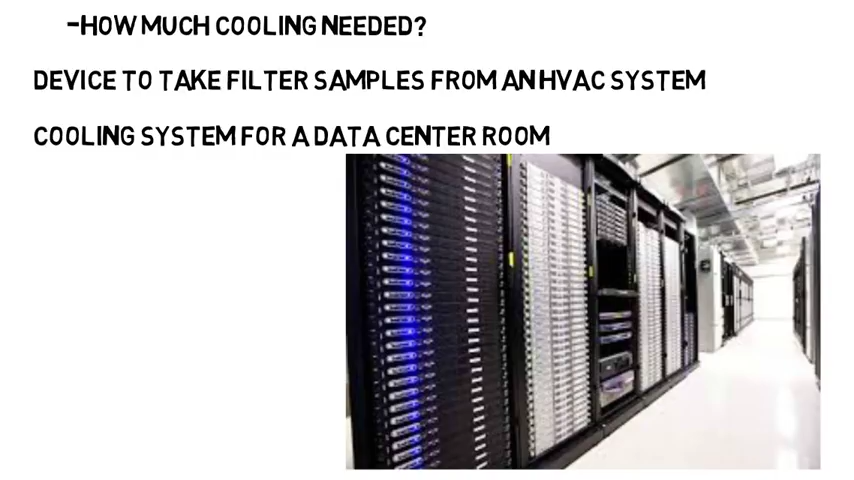 -HOW MUCH COOLING NEEDED?
DEVICE TO TAKE FILTER SAMPLES FROM AN HVAC SYSTEM
COOLING SYSTEM FOR A DATA CENTER ROOM